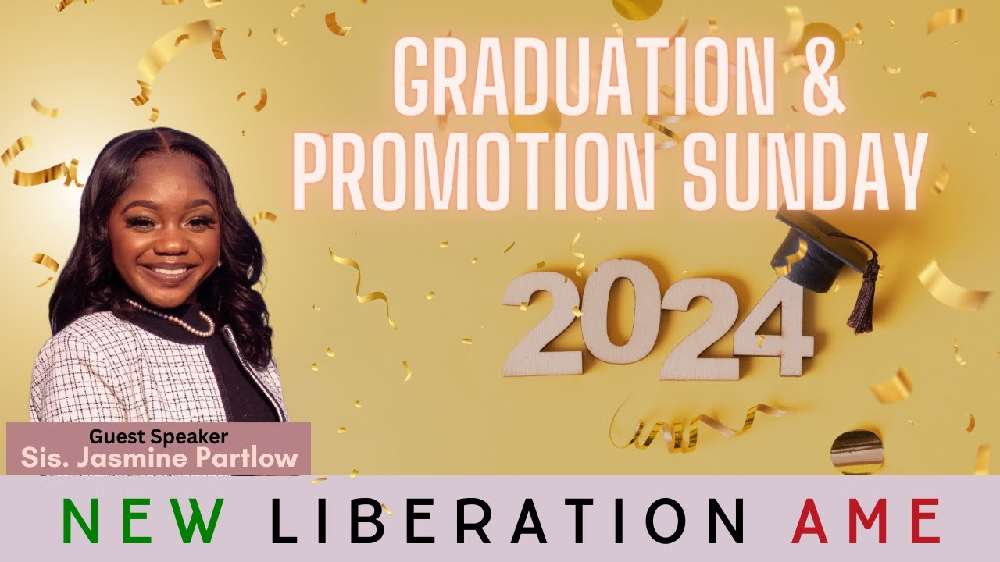 GRADUATION &
PROMOTION SUNDAY
2024
Guest Speaker
Sis. Jasmine Partlow
NEW LIBERATION AME